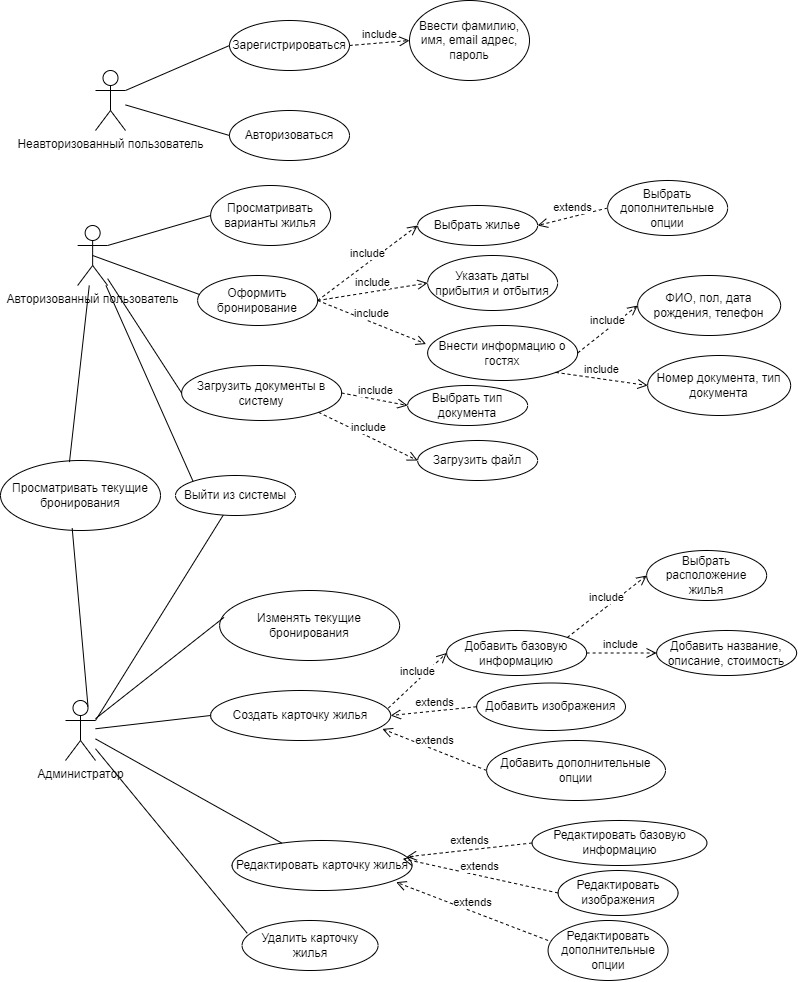 Зарегистрироваться
include
Ввести фамилию,
имя, email адрес,
пароль
Неавторизованный пользователь
Авторизоваться
Просматривать
варианты жилья
Выбрать жилье
extends
Выбрать
дополнительные
опции
Авторизованный пользователь
Оформить
бронирование
include
include
include
Указать даты
прибытия и отбытия
Внести информацию о
гостях
include
ФИО, пол, дата
рождения, телефон
include
Номер документа, тип
документа
Загрузить документы в
систему
include
Выбрать тип
документа
include
Загрузить файл
Просматривать текущие
бронирования
Выйти из системы
Изменять текущие
бронирования
Добавить базовую
информацию
include
Выбрать
расположение
жилья
include
Добавить название,
описание, стоимость
include
Создать карточку жилья
extends
Добавить изображения
extends
Добавить дополнительные
опции
Администратор
Редактировать карточку жилья
extends
Редактировать базовую
информацию
extends
Редактировать
изображения
extends
Редактировать
дополнительные
опции
Удалить карточку
жилья